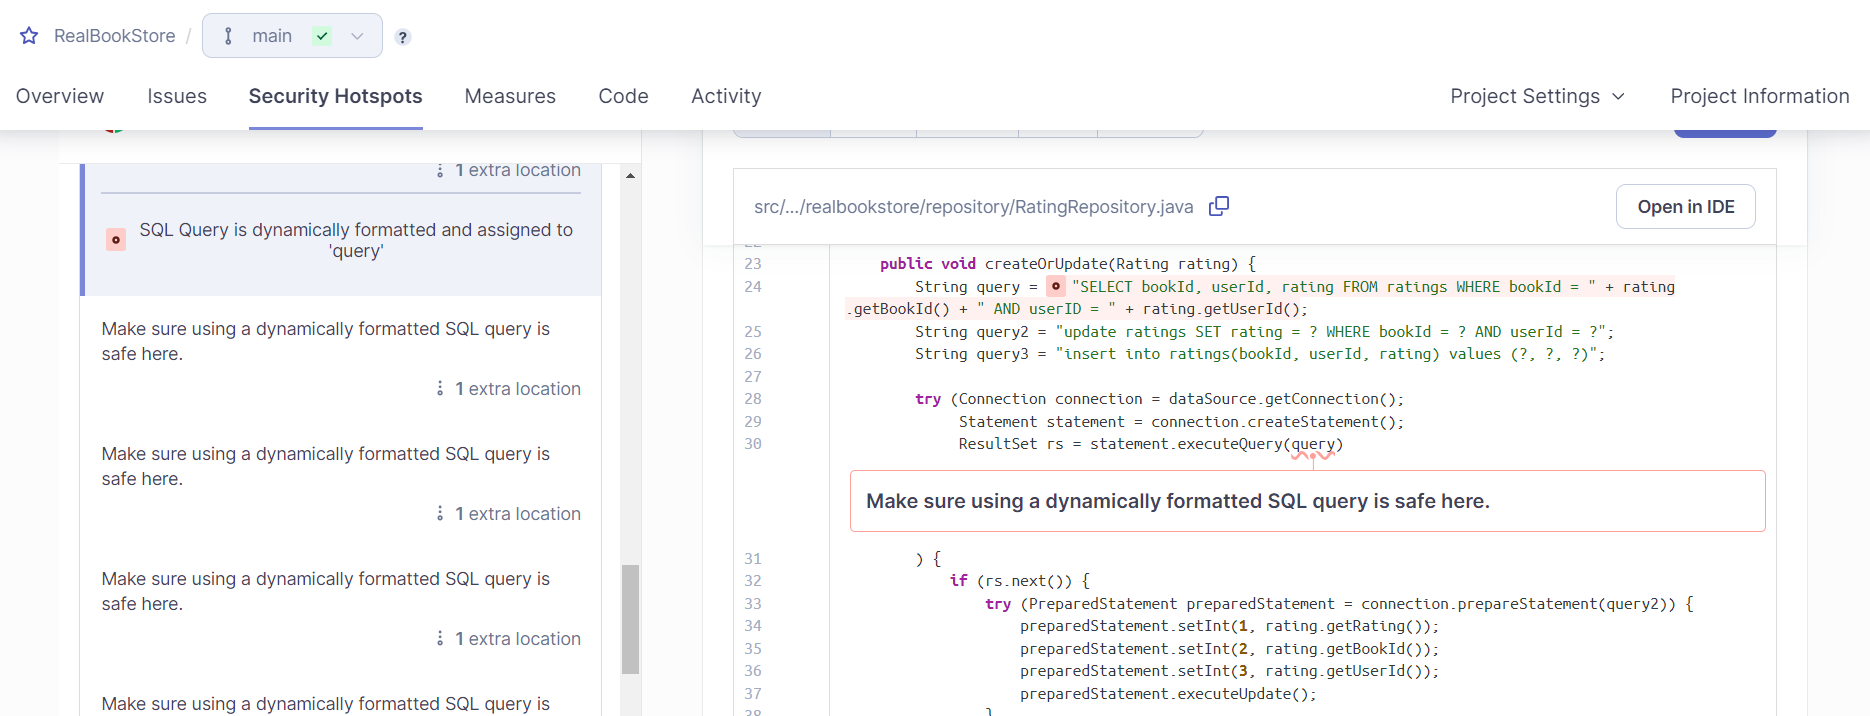 RealBookStore / main ?
Overview Issues Security Hotspots Measures Code Activity Project Settings Project Information
1 extra location
SQL Query is dynamically formatted and assigned to
'query'
Make sure using a dynamically formatted SQL query is
safe here.
1 extra location
Make sure using a dynamically formatted SQL query is
safe here.
1 extra location
Make sure using a dynamically formatted SQL query is
safe here.
1 extra location
Make sure using a dynamically formatted SQL query is
src/.../realbookstore/repository/RatingRepository.java Open in IDE
22
23 public void createOrUpdate(Rating rating) {
24 String query = "SELECT bookId, userId, rating FROM ratings WHERE bookId = " + rating
.getBookId() + " AND userID = " + rating.getUserId();
25 String query2 = "update ratings SET rating = ? WHERE bookId = ? AND userId = ?";
26 String query3 = "insert into ratings(bookId, userId, rating) values (?, ?, ?)";
27
28 try (Connection connection = dataSource.getConnection();
29 Statement statement = connection.createStatement();
30 ResultSet rs = statement.executeQuery(query)
Make sure using a dynamically formatted SQL query is safe here.
31 ) {
32 if (rs.next()) {
33 try (PreparedStatement preparedStatement = connection.prepareStatement(query2)) {
34 preparedStatement.setInt(1, rating.getRating());
35 preparedStatement.setInt(2, rating.getBookId());
36 preparedStatement.setInt(3, rating.getUserId());
37 preparedStatement.executeUpdate();
38 }